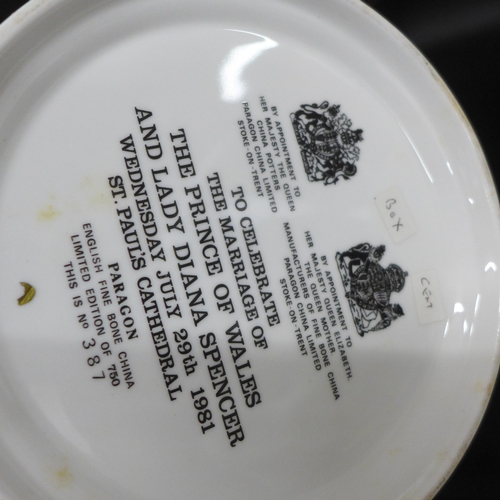 BY APPOINTMENT TO
HER MAJESTY THE QUEEN
CHINA POTTERS
PARAGON CHINA LIMITED
STOKE-ON-TRENT
BY APPOINTMENT TO
HER MAJESTY QUEEN ELIZABETH.
THE QUEEN MOTHER
MANUFACTURERS OF FINE BONE CHINA
PARAGON CHINA LIMITED
STOKE-ON-TRENT
BOX
TO CELEBRATE
THE MARRIAGE OF
THE PRINCE OF WALES
AND LADY DIANA SPENCER
WEDNESDAY JULY 29th 1981
ST. PAUL'S CATHEDRAL
PARAGON
ENGLISH FINE BONE CHINA
LIMITED EDITION OF 750
THIS IS Nº 387